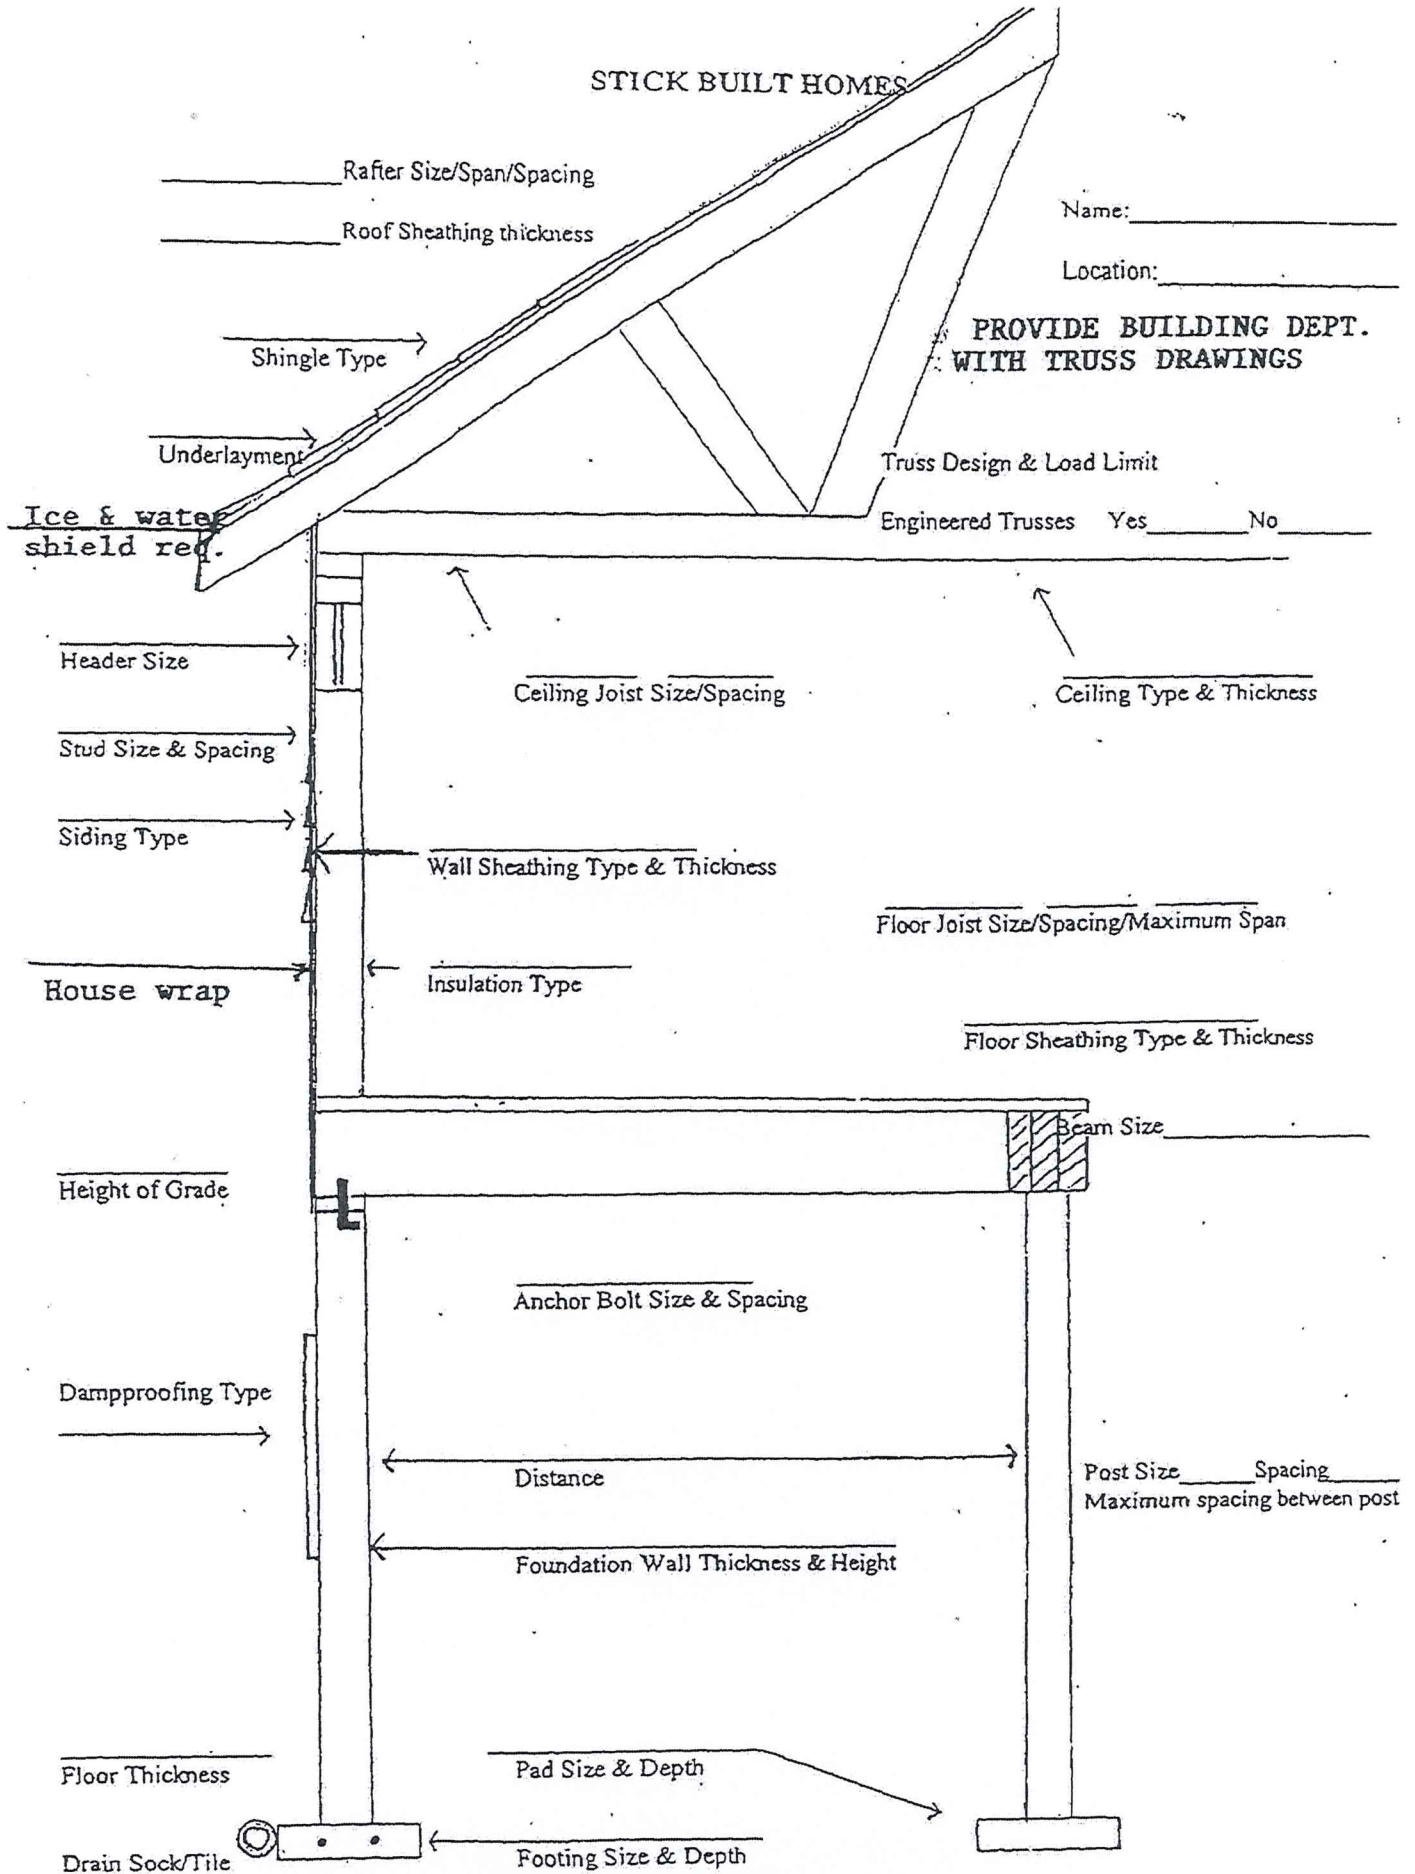 STICK BUILT HOMES
Rafter Size/Span/Spacing
Roof Sheathing thickness
Name:
Location:
PROVIDE BUILDING DEPT.
WITH TRUSS DRAWINGS
Shingle Type
Underlayment
Truss Design & Load Limit
Ice & water
shield req.
Engineered Trusses Yes No
Header Size
Ceiling Joist Size/Spacing
Ceiling Type & Thickness
Stud Size & Spacing
Siding Type
Wall Sheathing Type & Thickness
Floor Joist Size/Spacing/Maximum Span
House wrap
Insulation Type
Floor Sheathing Type & Thickness
Beam Size
Height of Grade
Anchor Bolt Size & Spacing
Dampproofing Type
Distance
Post Size Spacing
Maximum spacing between post
Foundation Wall Thickness & Height
Floor Thickness
Pad Size & Depth
Drain Sock/Tile
Footing Size & Depth